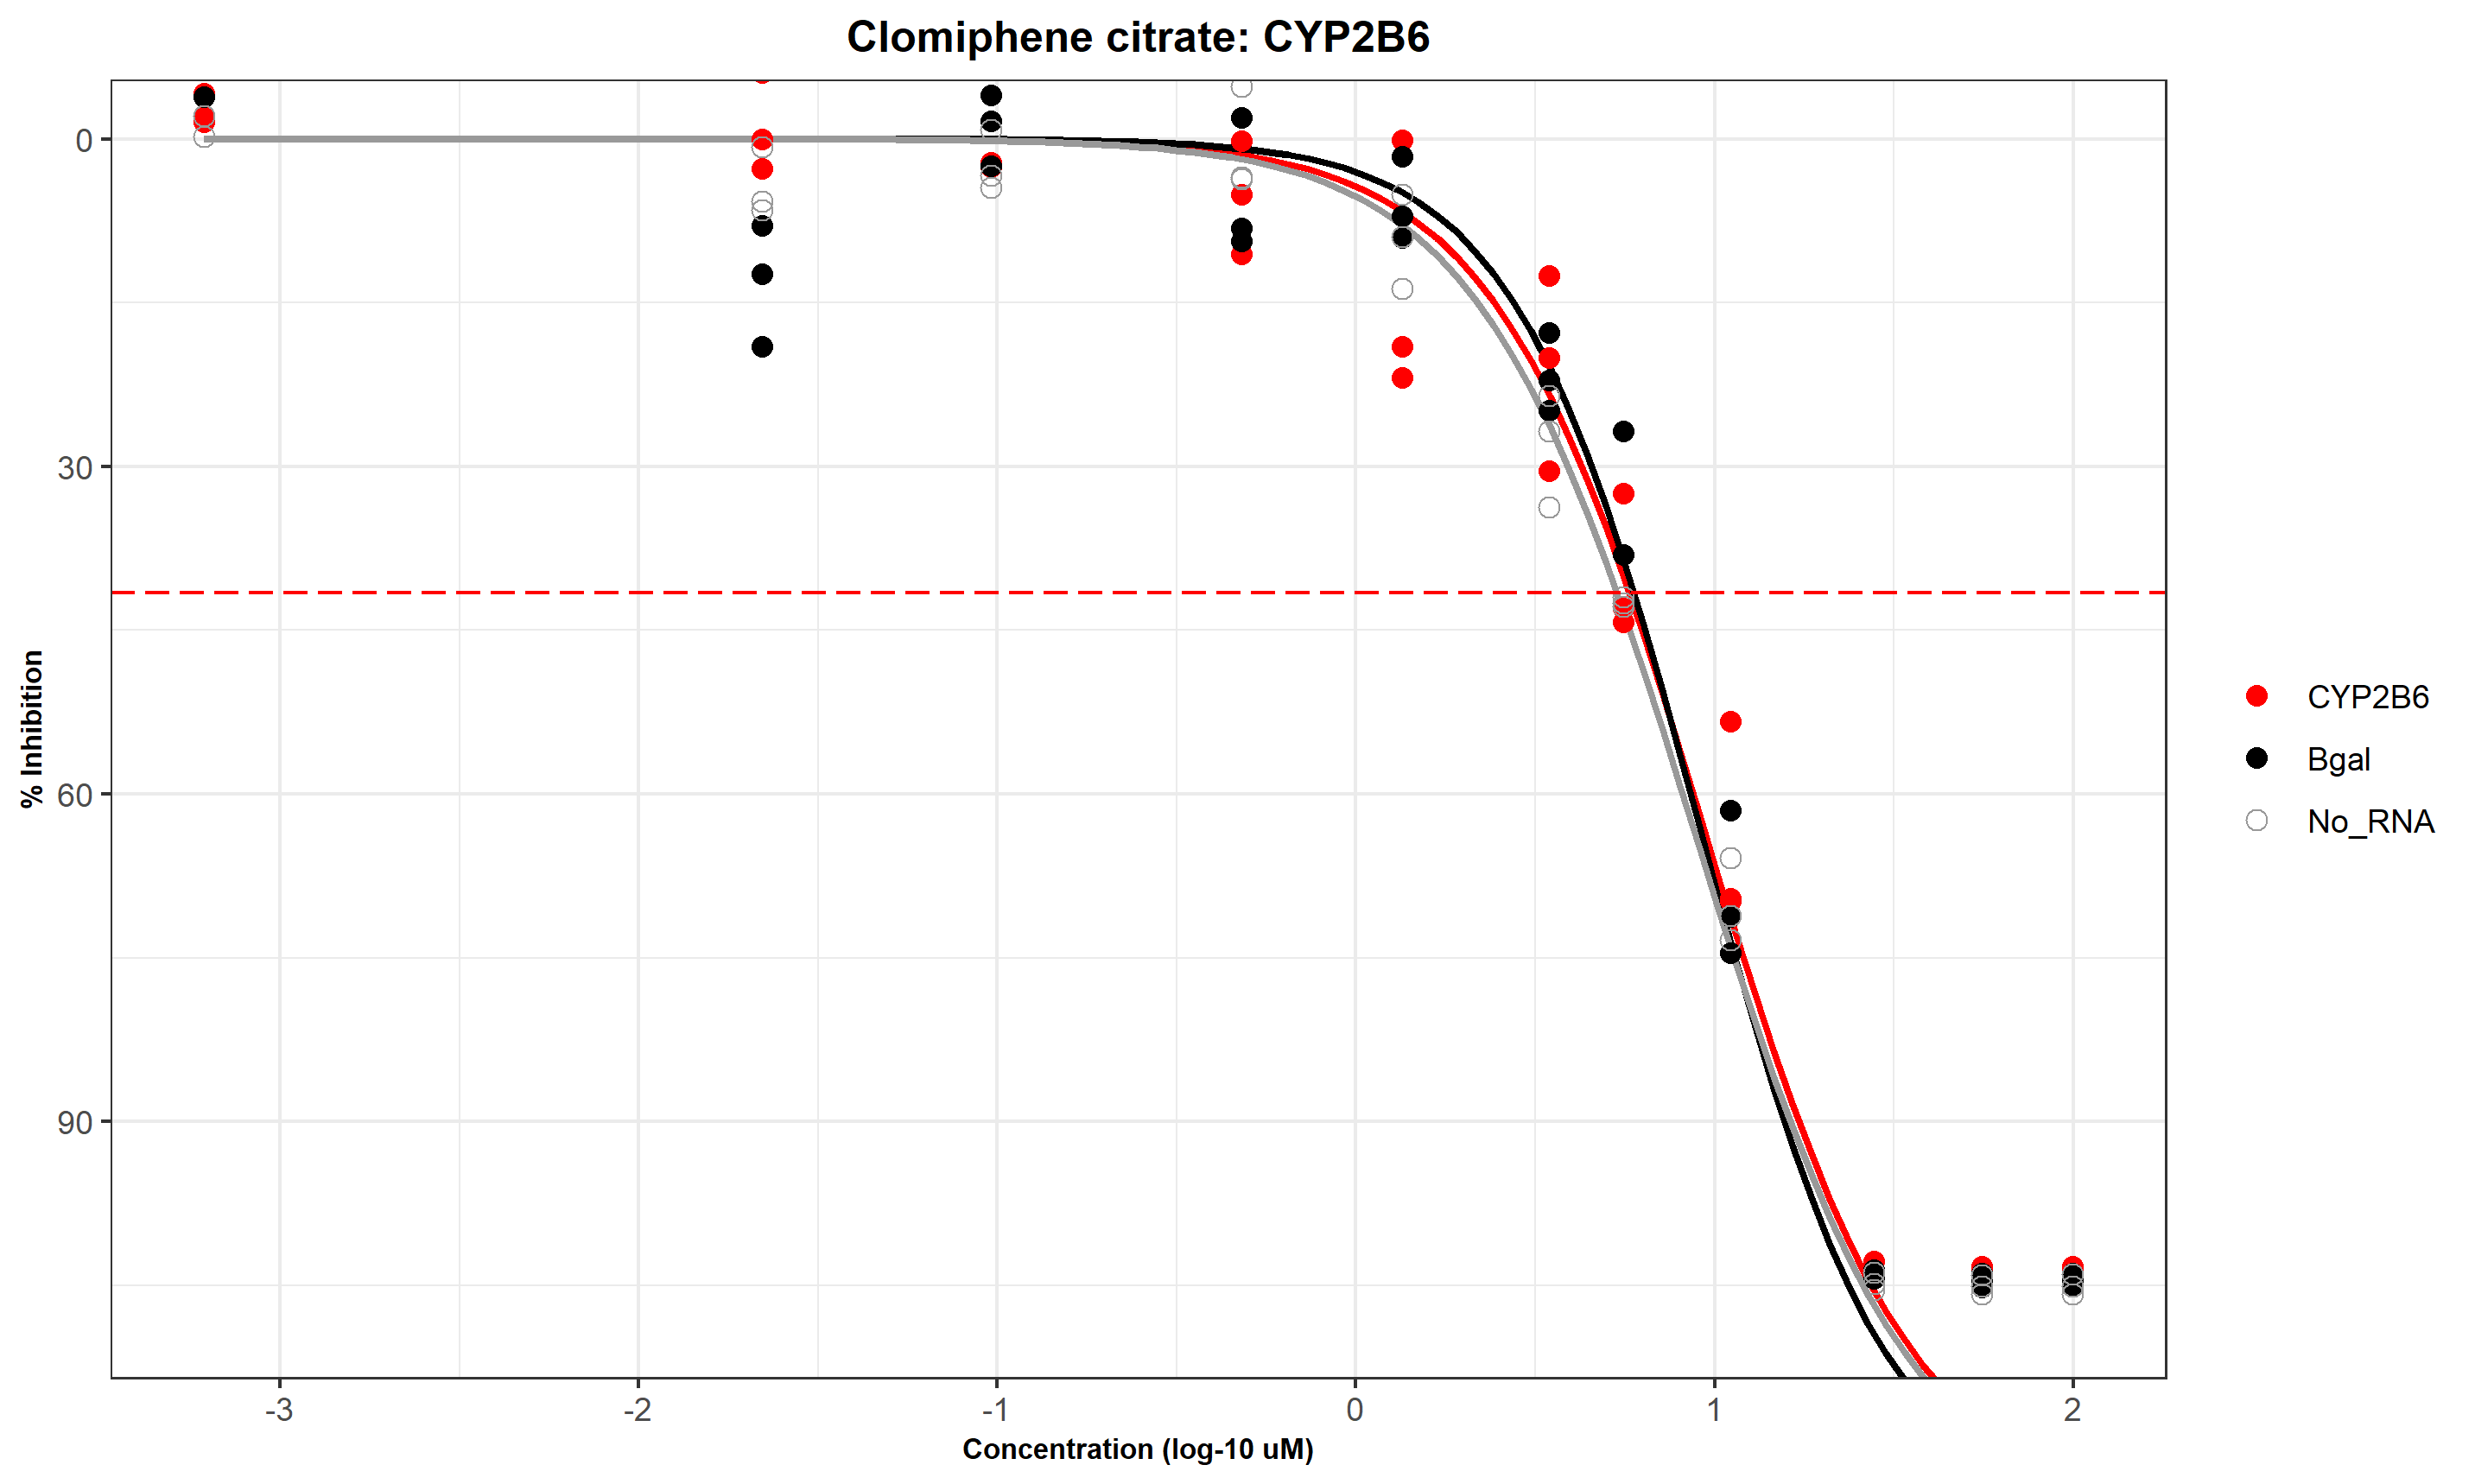 Clomiphene citrate: CYP2B6
% Inhibition
0
30
60
90
-3
-2
-1
0
1
2
Concentration (log-10 uM)
CYP2B6
Bgal
No_RNA